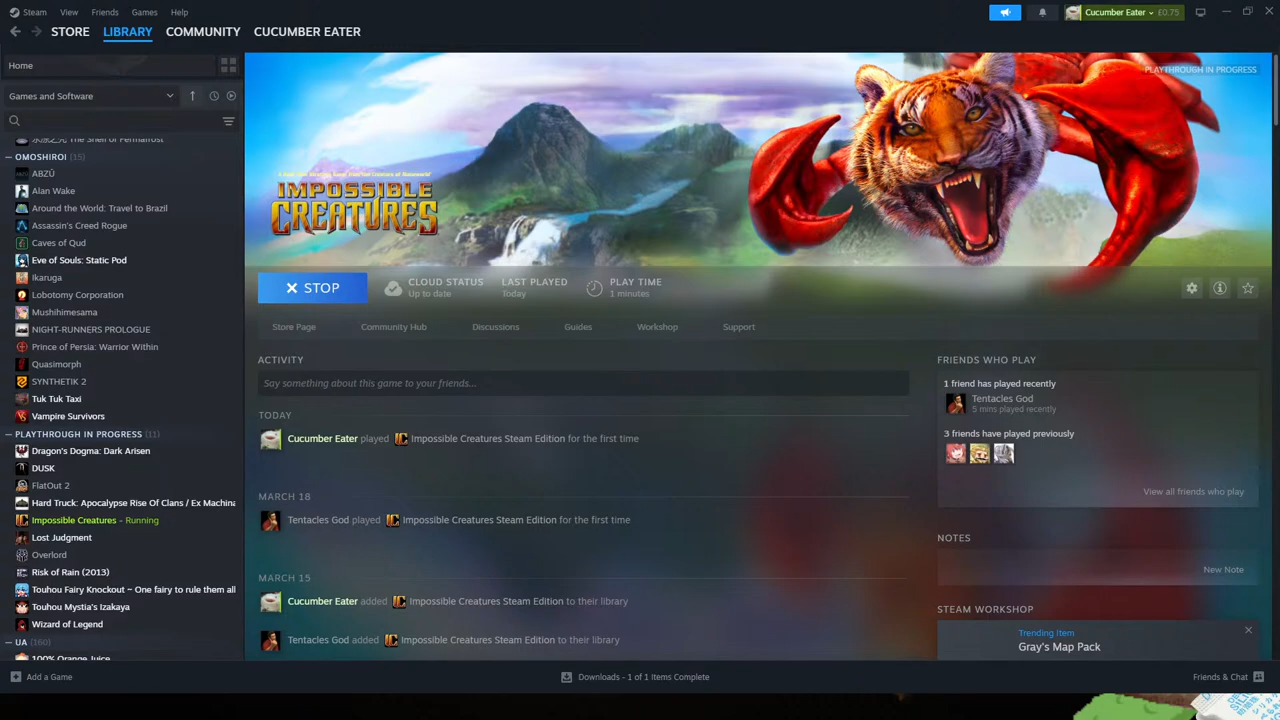 Steam View Friends Games Help
Cucumber Eater £0.75
STORE LIBRARY COMMUNITY CUCUMBER EATER
Home
Games and Software
The Shell of Permafrost
OMOSHIROI (15)
ABZÛ
Alan Wake
Around the World: Travel to Brazil
Assassin's Creed Rogue
Caves of Qud
Eve of Souls: Static Pod
Ikaruga
Lobotomy Corporation
Mushihimesama
NIGHT-RUNNERS PROLOGUE
Prince of Persia: Warrior Within
Quasimorph
SYNTHETIK 2
Tuk Tuk Taxi
Vampire Survivors
PLAYTHROUGH IN PROGRESS (11)
Dragon's Dogma: Dark Arisen
DUSK
FlatOut 2
Hard Truck: Apocalypse Rise Of Clans / Ex Machina
Impossible Creatures - Running
Lost Judgment
Overlord
Risk of Rain (2013)
Touhou Fairy Knockout ~ One fairy to rule them all
Touhou Mystia's Izakaya
Wizard of Legend
UA (160)
100% Orange Juice
PLAYTHROUGH IN PROGRESS
IMPOSSIBLE
CREATURES
STOP
CLOUD STATUS
Up to date
LAST PLAYED
Today
PLAY TIME
1 minutes
Store Page Community Hub Discussions Guides Workshop Support
ACTIVITY
Say something about this game to your friends...
TODAY
Cucumber Eater played Impossible Creatures Steam Edition for the first time
MARCH 18
Tentacles God played Impossible Creatures Steam Edition for the first time
MARCH 15
Cucumber Eater added Impossible Creatures Steam Edition to their library
Tentacles God added Impossible Creatures Steam Edition to their library
FRIENDS WHO PLAY
1 friend has played recently
Tentacles God
5 mins played recently
3 friends have played previously
View all friends who play
NOTES
New Note
STEAM WORKSHOP
Trending Item
Gray's Map Pack
Add a Game
Downloads - 1 of 1 Items Complete
Friends & Chat